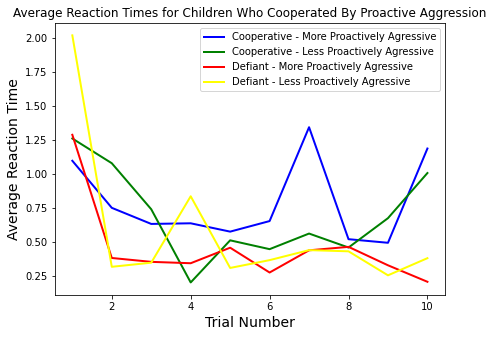 Average Reaction Times for Children Who Cooperated By Proactive Aggression
Cooperative - More Proactively Agressive
Cooperative - Less Proactively Agressive
Defiant - More Proactively Agressive
Defiant - Less Proactively Agressive
2.00
1.75
1.50
1.25
1.00
0.75
0.50
0.25
Average Reaction Time
2 4 6 8 10
Trial Number